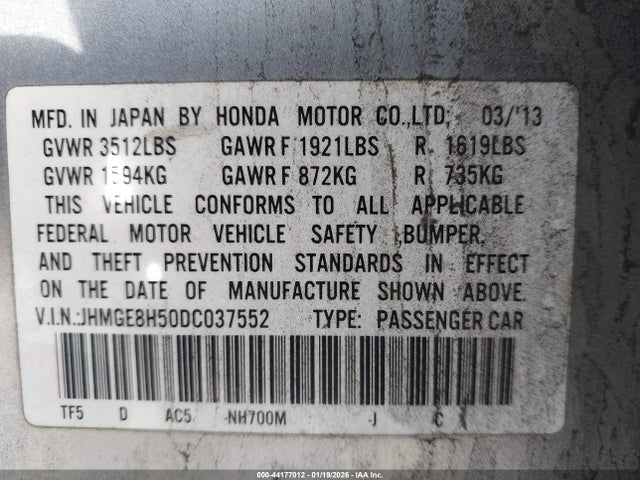 MFD. IN JAPAN BY HONDA MOTOR CO.,LTD. 03/'13
GVWR 3512LBS GAWR F 1921LBS R 1619LBS
GVWR 1594KG GAWR F 872KG R 735KG
THIS VEHICLE CONFORMS TO ALL APPLICABLE
FEDERAL MOTOR VEHICLE SAFETY ,BUMPER,
AND THEFT PREVENTION STANDARDS IN EFFECT
ON THE DATE OF MANUFACTURE SHOWN ABOVE.
V.I.N.:JHMGE8H50DC037552 TYPE: PASSENGER CAR
TF5 D AC5 -NH700M -J C
000-44177012 - 01/19/2026 - IAA Inc.